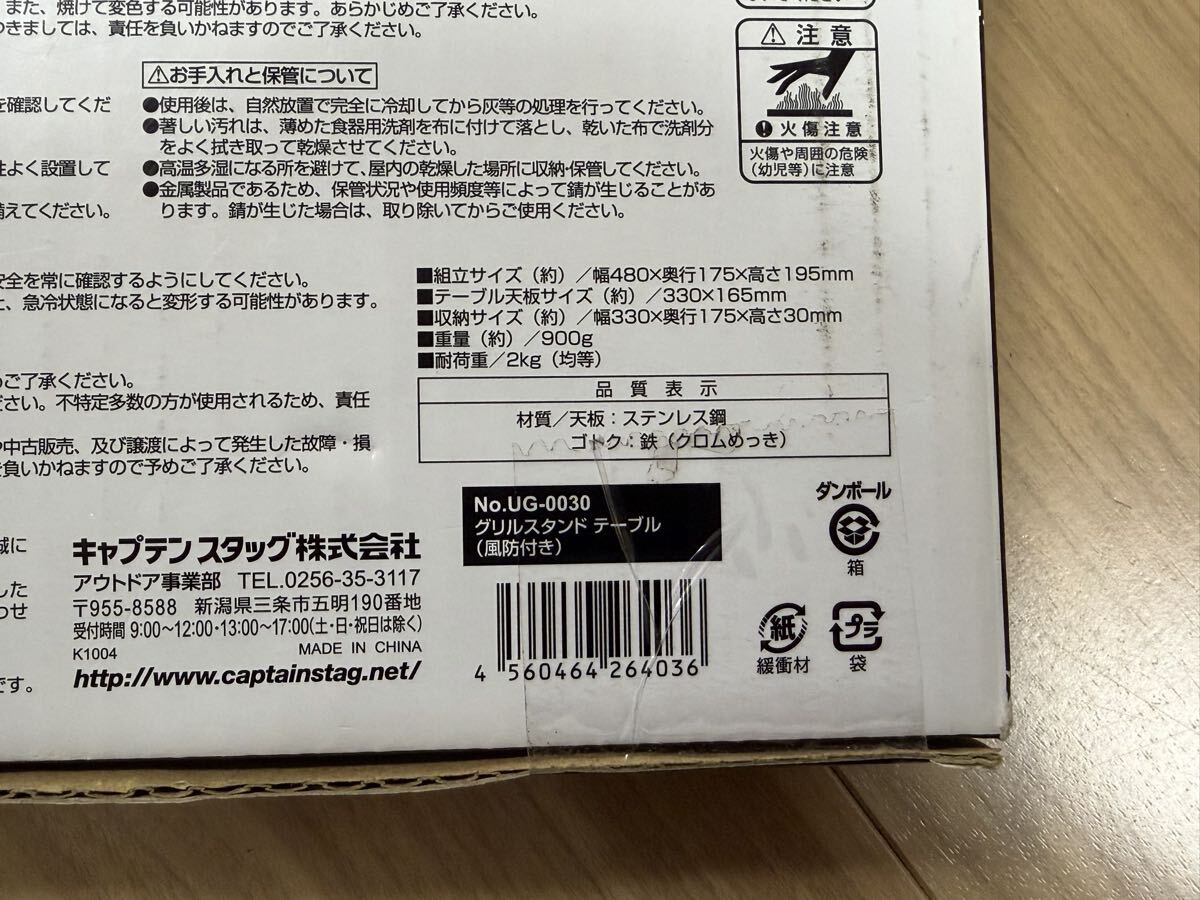 また、焼けて変色する可能性があります。あらかじめご了承ください。
つきましては、責任を負いかねますのでご了承ください。
⚠お手入れと保管について
●使用後は、自然放置で完全に冷却してから灰等の処理を行ってください。
●著しい汚れは、薄めた食器用洗剤を布に付けて落とし、乾いた布で洗剤分
をよく拭き取って乾燥させてください。
●高温多湿になる所を避けて、屋内の乾燥した場所に収納・保管してください。
●金属製品であるため、保管状況や使用頻度等によって錆が生じることがあ
ります。錆が生じた場合は、取り除いてからご使用ください。
を確認してくだ
性よく設置して
備えてください。
安全を常に確認するようにしてください。
と、急冷状態になると変形する可能性があります。
めご了承ください。
ださい。不特定多数の方が使用されるため、責任
や中古販売、及び譲渡によって発生した故障・損
を負いかねますので予めご了承ください。
⚠ 注意
火傷注意
火傷や周囲の危険
(幼児等)に注意
■組立サイズ(約)/幅480×奥行175×高さ195mm
■テーブル天板サイズ(約)/330×165mm
■収納サイズ(約)/幅330×奥行175×高さ30mm
■重量(約)/900g
■耐荷重/2kg(均等)
品質表示
材質/天板:ステンレス鋼
ゴトク:鉄(クロムめっき)
No.UG-0030
グリルスタンド テーブル
(風防付き)
4 560464 264036
ダンボール
箱
紙
緩衝材
プラ
袋
誠に
した
わせ
です。
キャプテン スタッグ株式会社
アウトドア事業部 TEL.0256-35-3117
〒955-8588 新潟県三条市五明190番地
受付時間 9:00〜12:00・13:00〜17:00(土・日・祝日は除く)
K1004 MADE IN CHINA
http://www.captainstag.net/